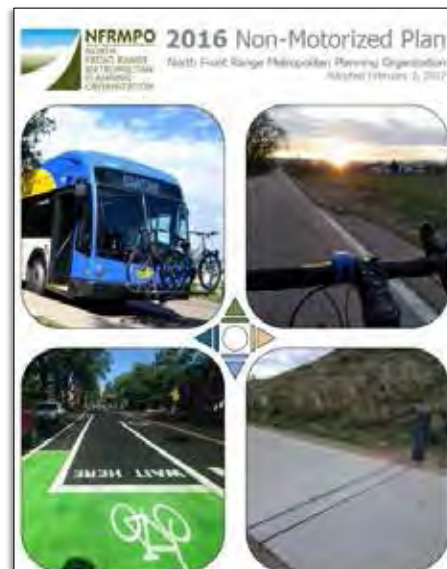 NFRMPO
NORTH
FRONT RANGE
METROPOLITAN
PLANNING
ORGANIZATION
2016 Non-Motorized Plan
North Front Range Metropolitan Planning Organization
Adopted February 2,
WAIT HERE